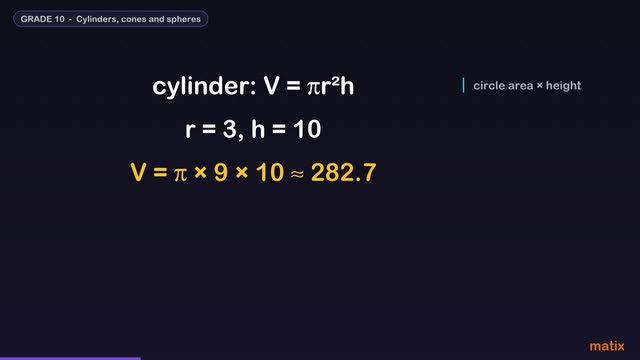 GRADE 10 - Cylinders, cones and spheres
cylinder: V = πr²h
circle area × height
r = 3, h = 10
V = π × 9 × 10 ≈ 282.7
matix